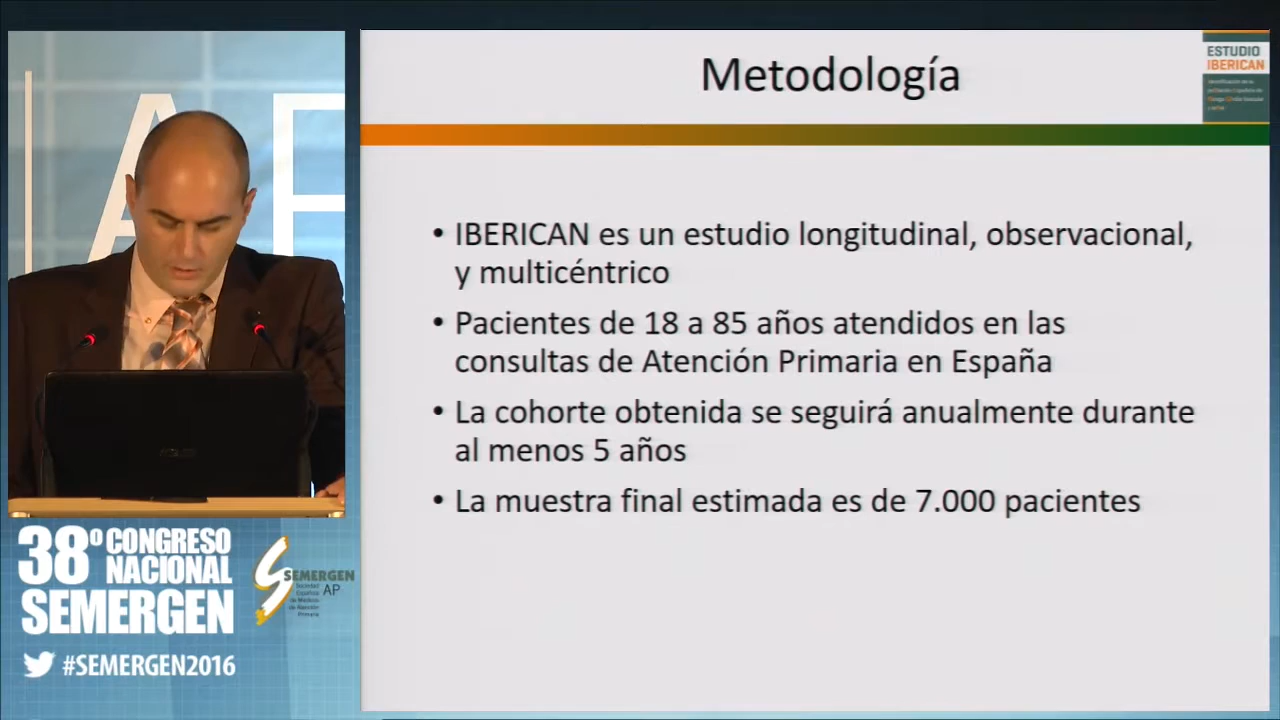 Metodología
ESTUDIO
IBERICAN
• IBERICAN es un estudio longitudinal, observacional,
y multicéntrico
• Pacientes de 18 a 85 años atendidos en las
consultas de Atención Primaria en España
• La cohorte obtenida se seguirá anualmente durante
al menos 5 años
• La muestra final estimada es de 7.000 pacientes
38º CONGRESO
NACIONAL
SEMERGEN
#SEMERGEN2016
SEMERGEN
AP
Sociedad
Española
de Médicos
de Atención
Primaria